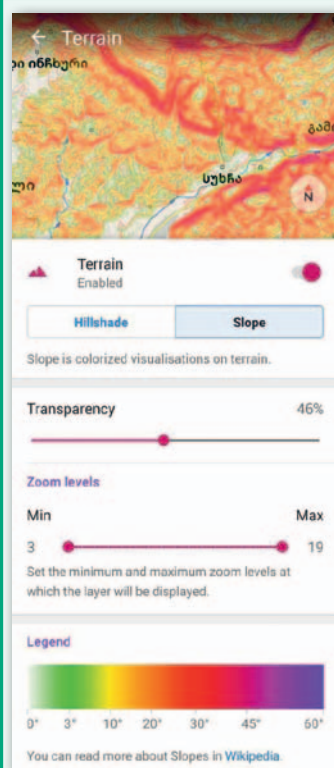 Terrain
სუხჩა
N
Terrain
Enabled
Hillshade
Slope
Slope is colorized visualisations on terrain.
Transparency
46%
Zoom levels
Min
Max
3
19
Set the minimum and maximum zoom levels at
which the layer will be displayed.
Legend
0° 3° 10° 20° 30° 45° 60°
You can read more about Slopes in Wikipedia.